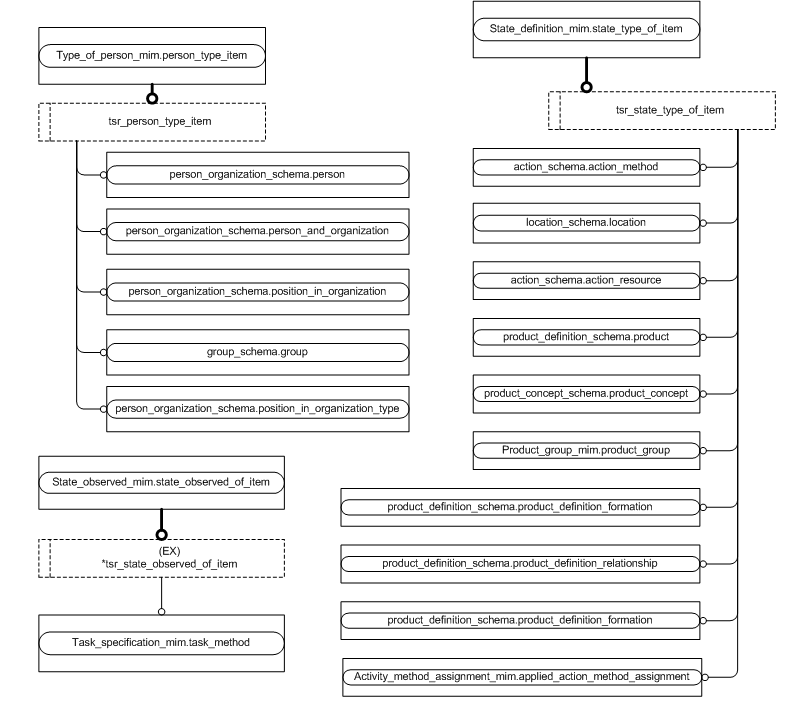 Type_of_person_mim.person_type_item
tsr_person_type_item
person_organization_schema.person
person_organization_schema.person_and_organization
person_organization_schema.position_in_organization
group_schema.group
person_organization_schema.position_in_organization_type
State_observed_mim.state_observed_of_item
(EX)
*tsr_state_observed_of_item
Task_specification_mim.task_method
State_definition_mim.state_type_of_item
tsr_state_type_of_item
action_schema.action_method
location_schema.location
action_schema.action_resource
product_definition_schema.product
product_concept_schema.product_concept
Product_group_mim.product_group
product_definition_schema.product_definition_formation
product_definition_schema.product_definition_relationship
product_definition_schema.product_definition_formation
Activity_method_assignment_mim.applied_action_method_assignment